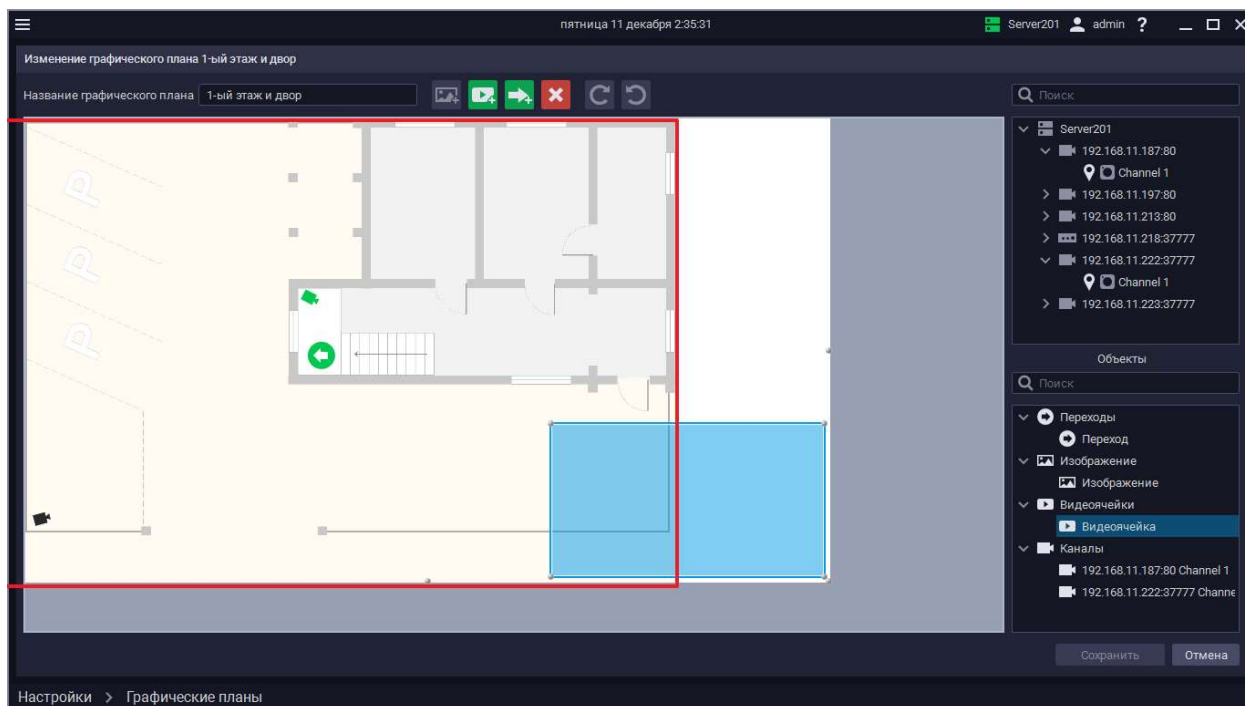 пятница 11 декабря 2:35:31
Server201 admin ?
Изменение графического плана 1-ый этаж и двор
Название графического плана 1-ый этаж и двор
Поиск
Server201
192.168.11.187:80
Channel 1
192.168.11.197:80
192.168.11.213:80
192.168.11.218:37777
192.168.11.222:37777
Channel 1
192.168.11.223:37777
P
P
P
Объекты
Поиск
Переходы
Переход
Изображение
Изображение
Видеоячейки
Видеоячейка
Каналы
192.168.11.187:80 Channel 1
192.168.11.222:37777 Channe
Сохранить Отмена
Настройки > Графические планы